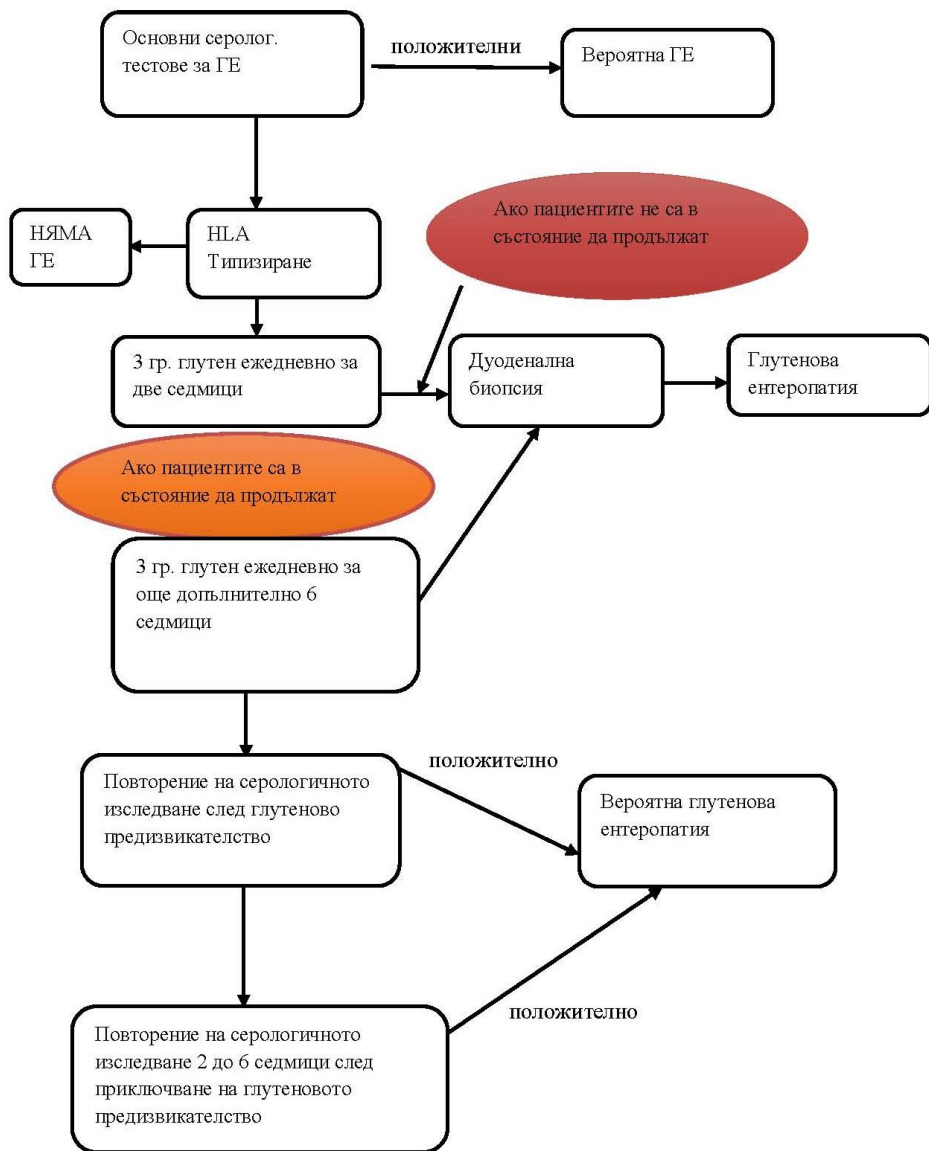 Основни серолог.
тестове за ГЕ
положителни
Вероятна ГЕ
Ако пациентите не са в
състояние да продължат
НЯМА
ГЕ
HLA
Типизиране
3 гр. глутен ежедневно за
две седмици
Дуоденална
биопсия
Глутенова
ентеропатия
Ако пациентите са в
състояние да продължат
3 гр. глутен ежедневно за
още допълнително 6
седмици
положително
Повторение на серологичното
изследване след глутеново
предизвикателство
Вероятна глутенова
ентеропатия
положително
Повторение на серологичното
изследване 2 до 6 седмици след
приключване на глутеновото
предизвикателство